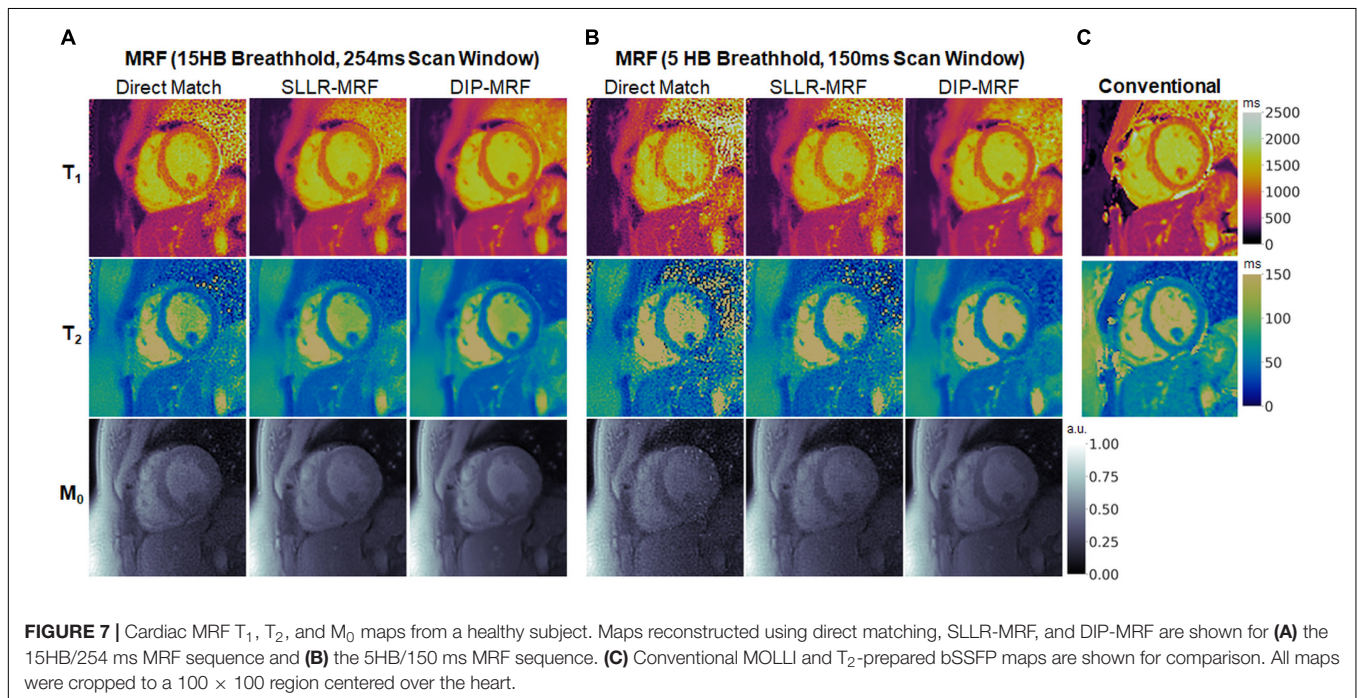 A
B
C
MRF (15HB Breathhold, 254ms Scan Window)
MRF (5 HB Breathhold, 150ms Scan Window)
Direct Match
SLLR-MRF
DIP-MRF
Direct Match
SLLR-MRF
DIP-MRF
Conventional
T1
ms
2500
2000
1500
1000
500
0
T2
ms
150
100
50
0
M0
a.u.
1.00
0.75
0.50
0.25
0.00
FIGURE 7 | Cardiac MRF T1, T2, and M0 maps from a healthy subject. Maps reconstructed using direct matching, SLLR-MRF, and DIP-MRF are shown for (A) the
15HB/254 ms MRF sequence and (B) the 5HB/150 ms MRF sequence. (C) Conventional MOLLI and T2-prepared bSSFP maps are shown for comparison. All maps
were cropped to a 100 × 100 region centered over the heart.